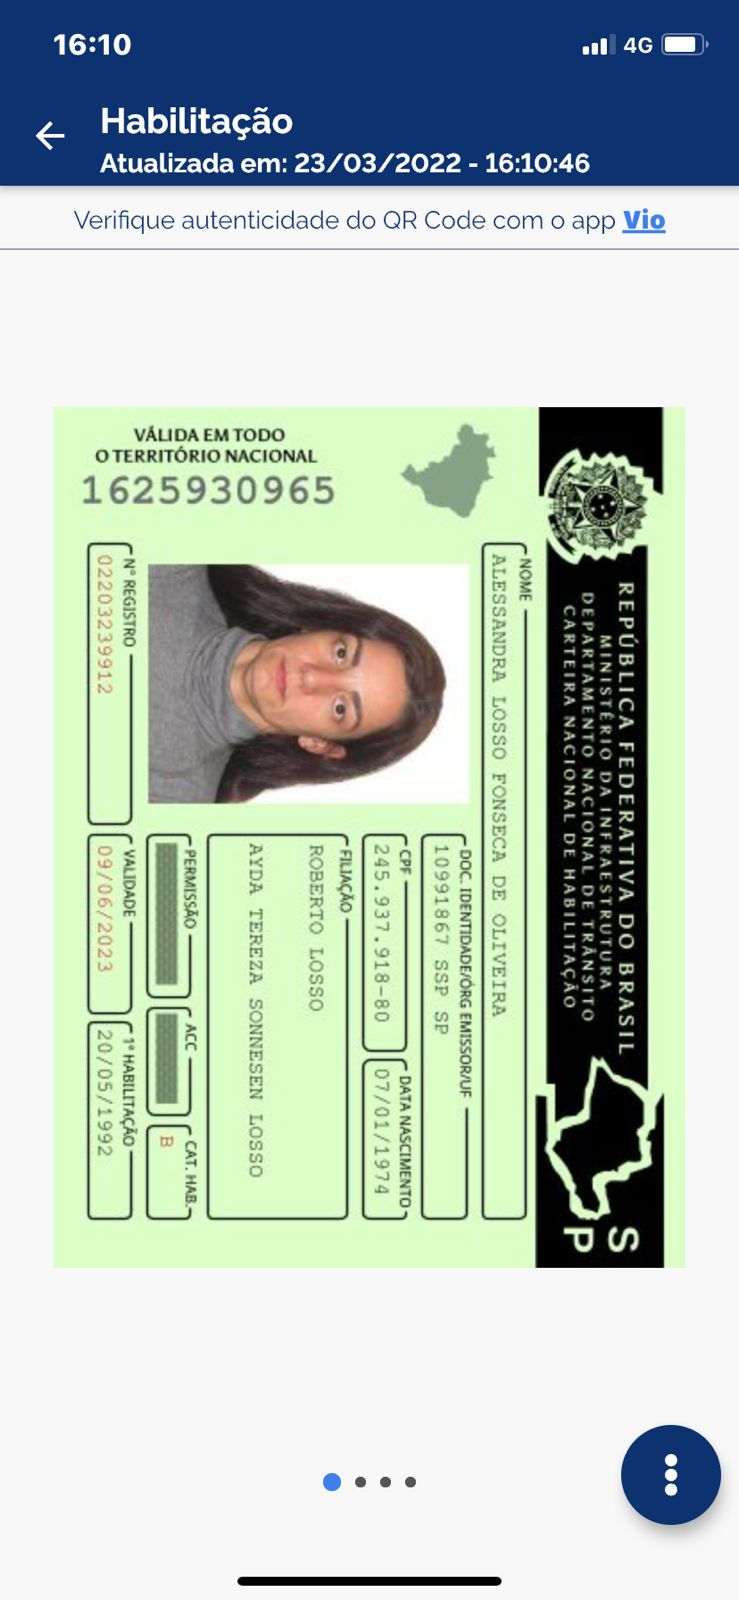 16:10
4G
Habilitação
Atualizada em: 23/03/2022 - 16:10:46
Verifique autenticidade do QR Code com o app Vio
REPÚBLICA FEDERATIVA DO BRASIL
MINISTÉRIO DA INFRAESTRUTURA
DEPARTAMENTO NACIONAL DE TRÂNSITO
CARTEIRA NACIONAL DE HABILITAÇÃO
SP
VÁLIDA EM TODO
O TERRITÓRIO NACIONAL
1625930965
NOME
ALESSANDRA LOSSO FONSECA DE OLIVEIRA
DOC. IDENTIDADE/ÓRG EMISSOR/UF
10991867 SSP SP
CPF
245.937.918-80
DATA NASCIMENTO
07/01/1974
FILIAÇÃO
ROBERTO LOSSO
AYDA TEREZA SONNESEN LOSSO
PERMISSÃO
ACC
CAT. HAB.
B
Nº REGISTRO
02203239912
VALIDADE
09/06/2023
1ª HABILITAÇÃO
20/05/1992